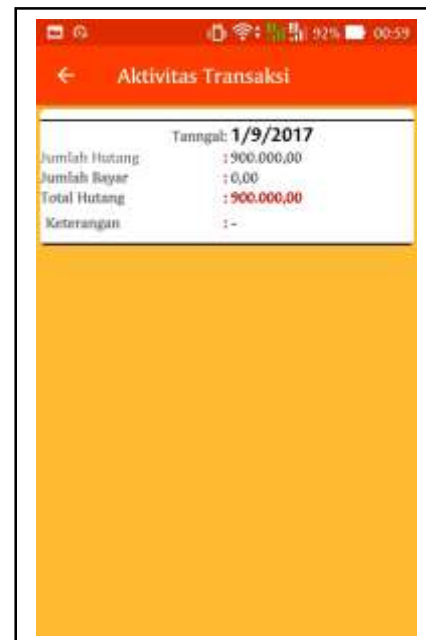 92% 00:59
Aktivitas Transaksi
Tanngal: 1/9/2017
Jumlah Hutang : 900.000,00
Jumlah Bayar : 0,00
Total Hutang : 900.000,00
Keterangan : -